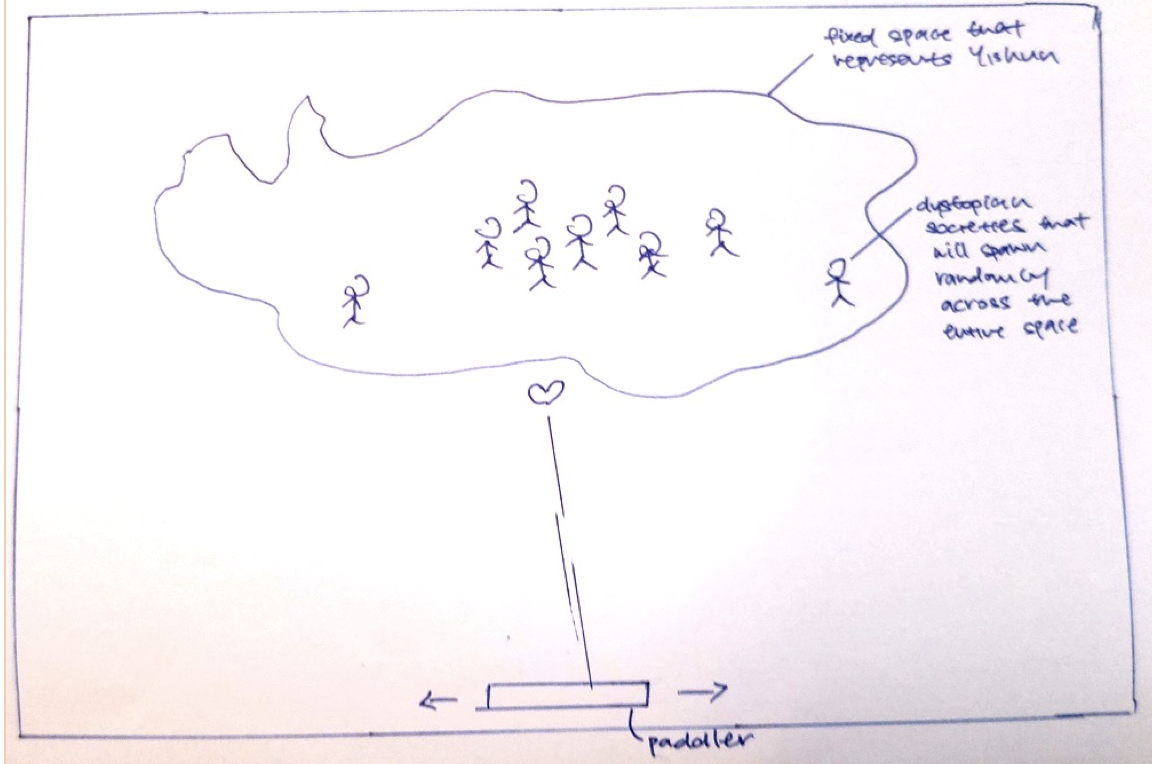 fixed space that
represents Yishun
dystopian
societies that
will spawn
randomly
across the
entire space
paddler